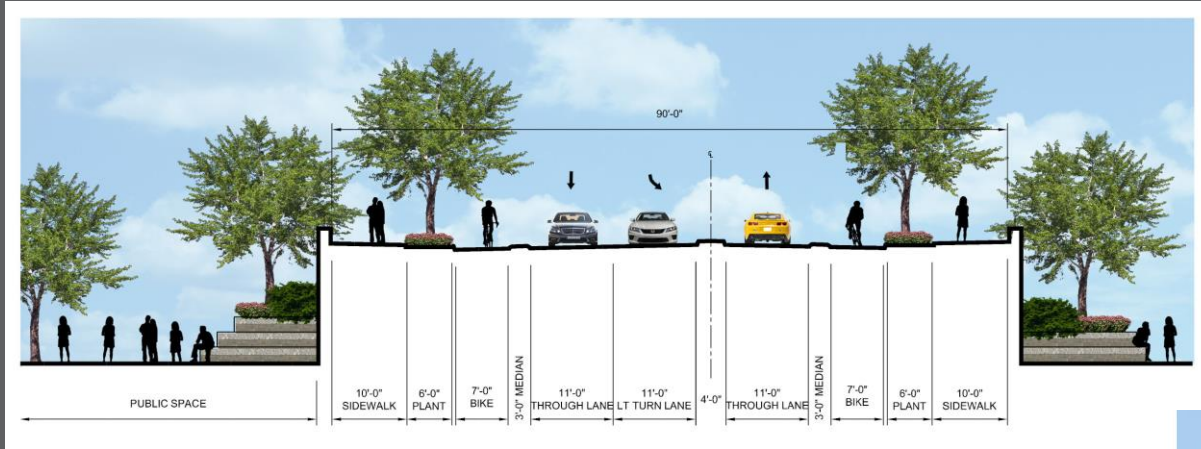 90'-0"
℄
PUBLIC SPACE
10'-0"
SIDEWALK
6'-0"
PLANT
7'-0"
BIKE
3'-0" MEDIAN
11'-0"
THROUGH LANE
11'-0"
LT TURN LANE
4'-0"
11'-0"
THROUGH LANE
3'-0" MEDIAN
7'-0"
BIKE
6'-0"
PLANT
10'-0"
SIDEWALK